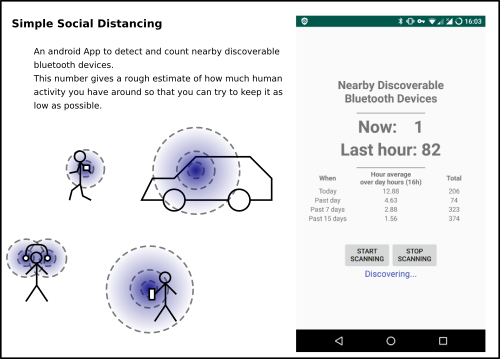 Simple Social Distancing
An android App to detect and count nearby discoverable
bluetooth devices.
This number gives a rough estimate of how much human
activity you have around so that you can try to keep it as
low as possible.
16:03
Nearby Discoverable
Bluetooth Devices
Now: 1
Last hour: 82
When Hour average over day hours (16h) Total
Today 12.88 206
Past day 4.63 74
Past 7 days 2.88 323
Past 15 days 1.56 374
START SCANNING
STOP SCANNING
Discovering...